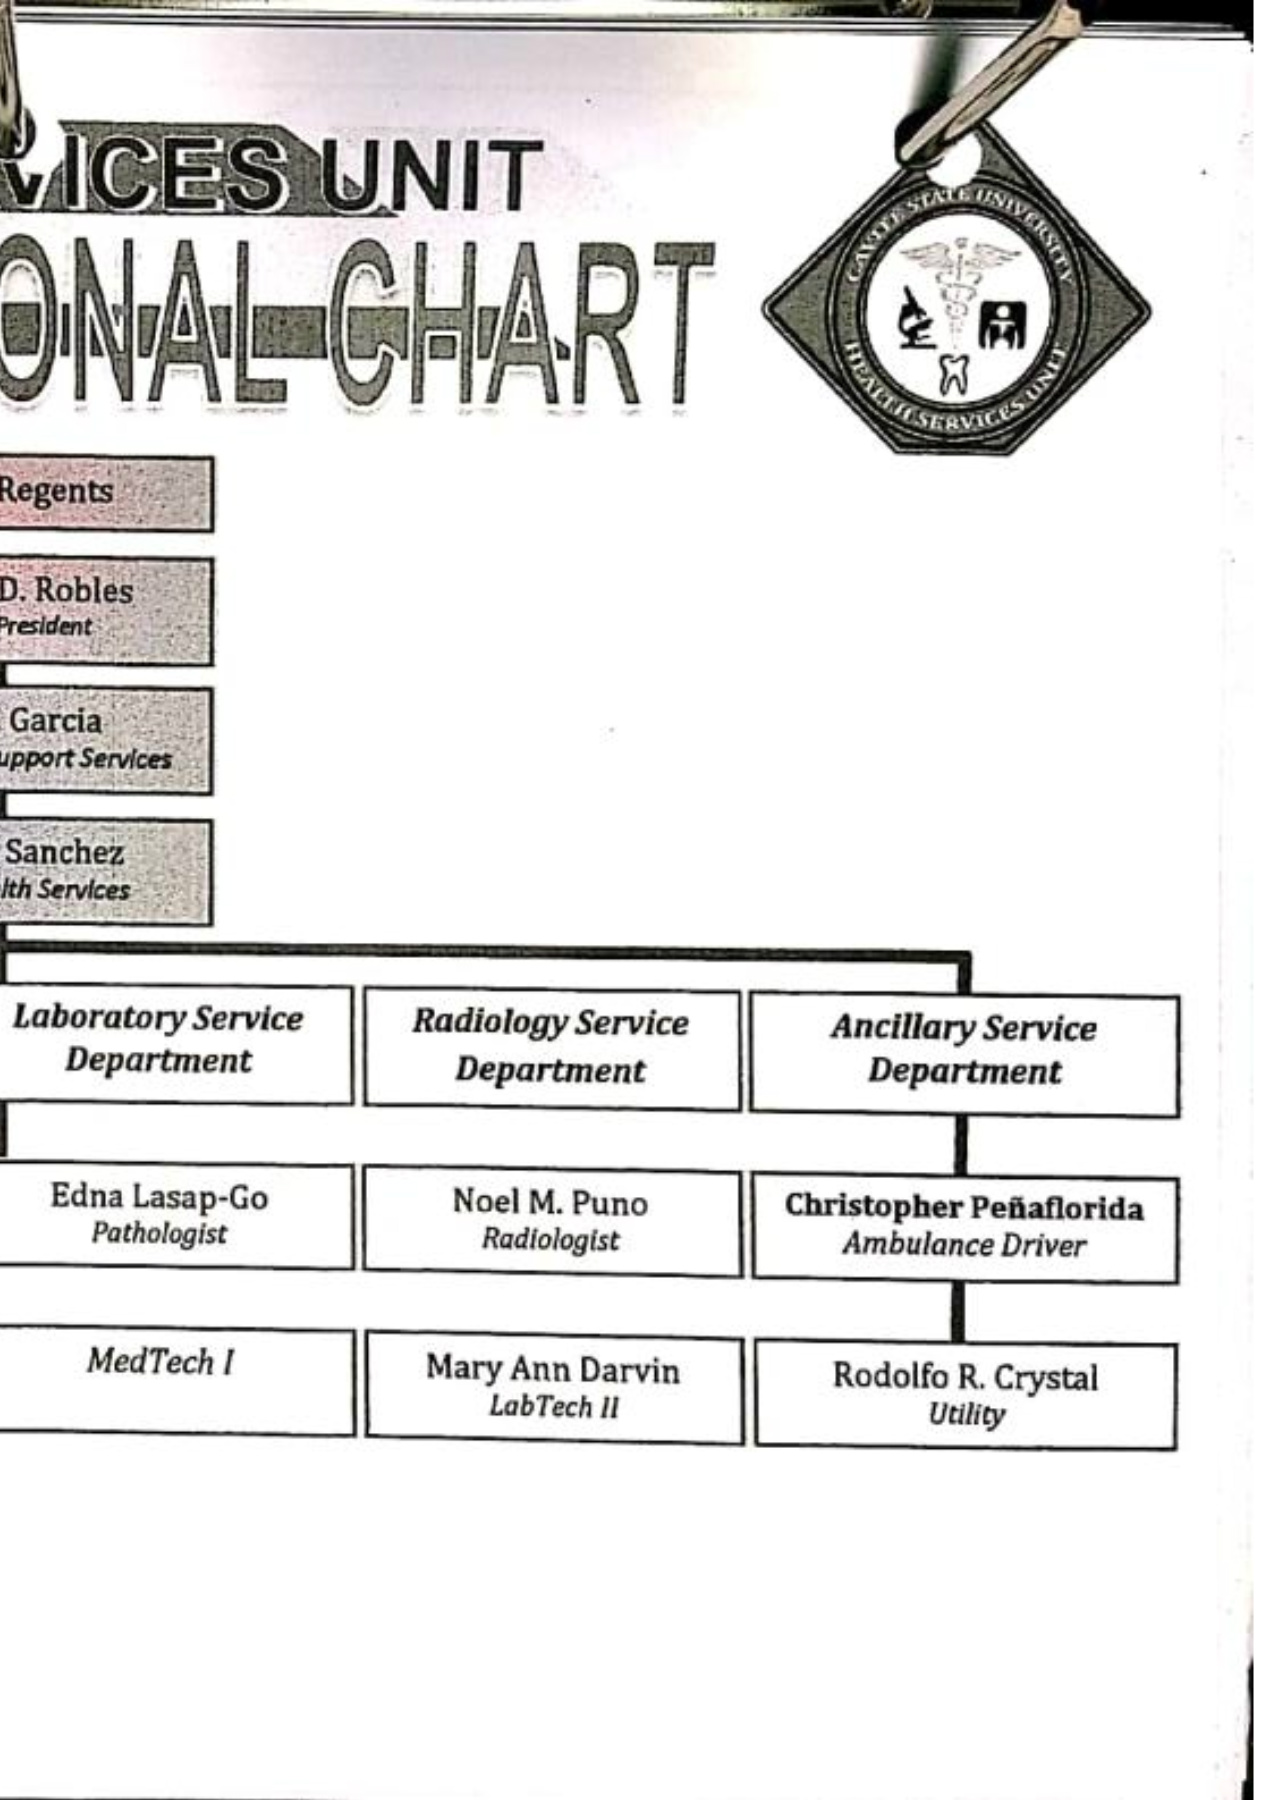 VICES UNIT
ONAL CHART
CAVITE STATE UNIVERSITY
HEALTH SERVICES UNIT
Regents
D. Robles
President
Garcia
upport Services
Sanchez
lth Services
Laboratory Service
Department
Radiology Service
Department
Ancillary Service
Department
Edna Lasap-Go
Pathologist
Noel M. Puno
Radiologist
Christopher Peñaflorida
Ambulance Driver
MedTech I
Mary Ann Darvin
LabTech II
Rodolfo R. Crystal
Utility